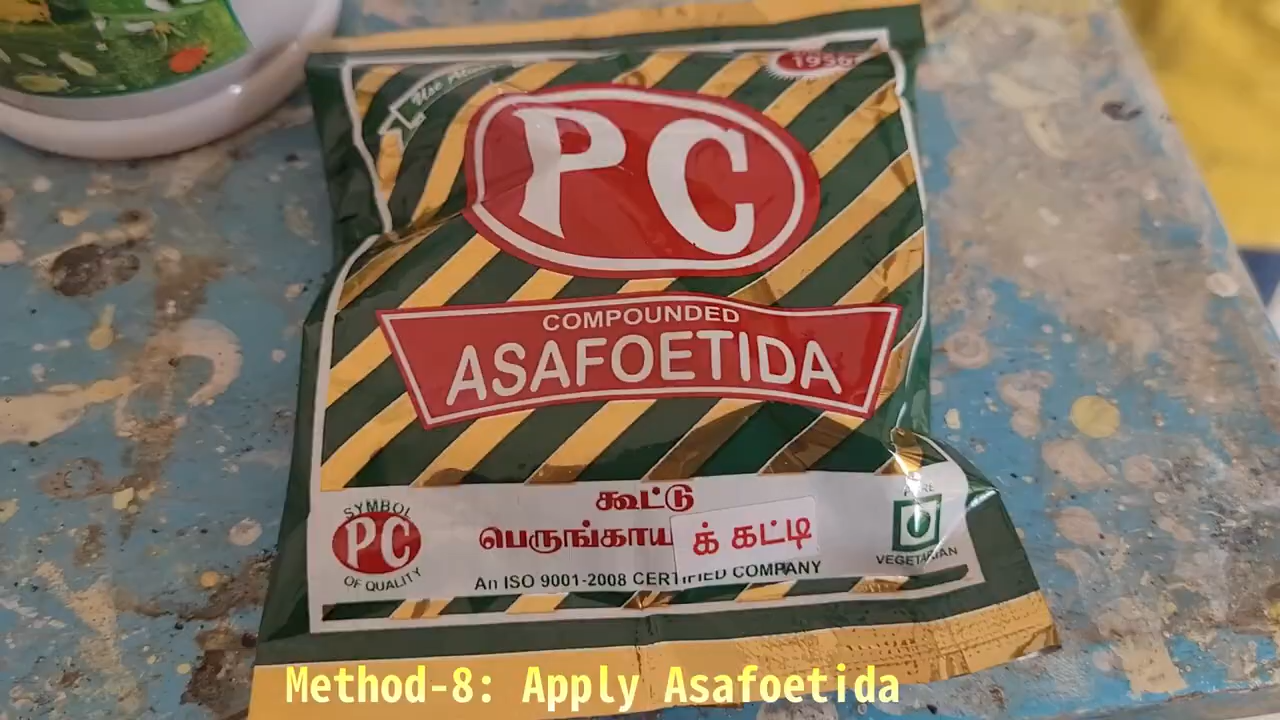 1956
PC
COMPOUNDED
ASAFOETIDA
கூட்டு
பெருங்காய க் கட்டி
SYMBOL
PC
OF QUALITY
An ISO 9001-2008 CERTIFIED COMPANY
VEGETARIAN
Method-8: Apply Asafoetida